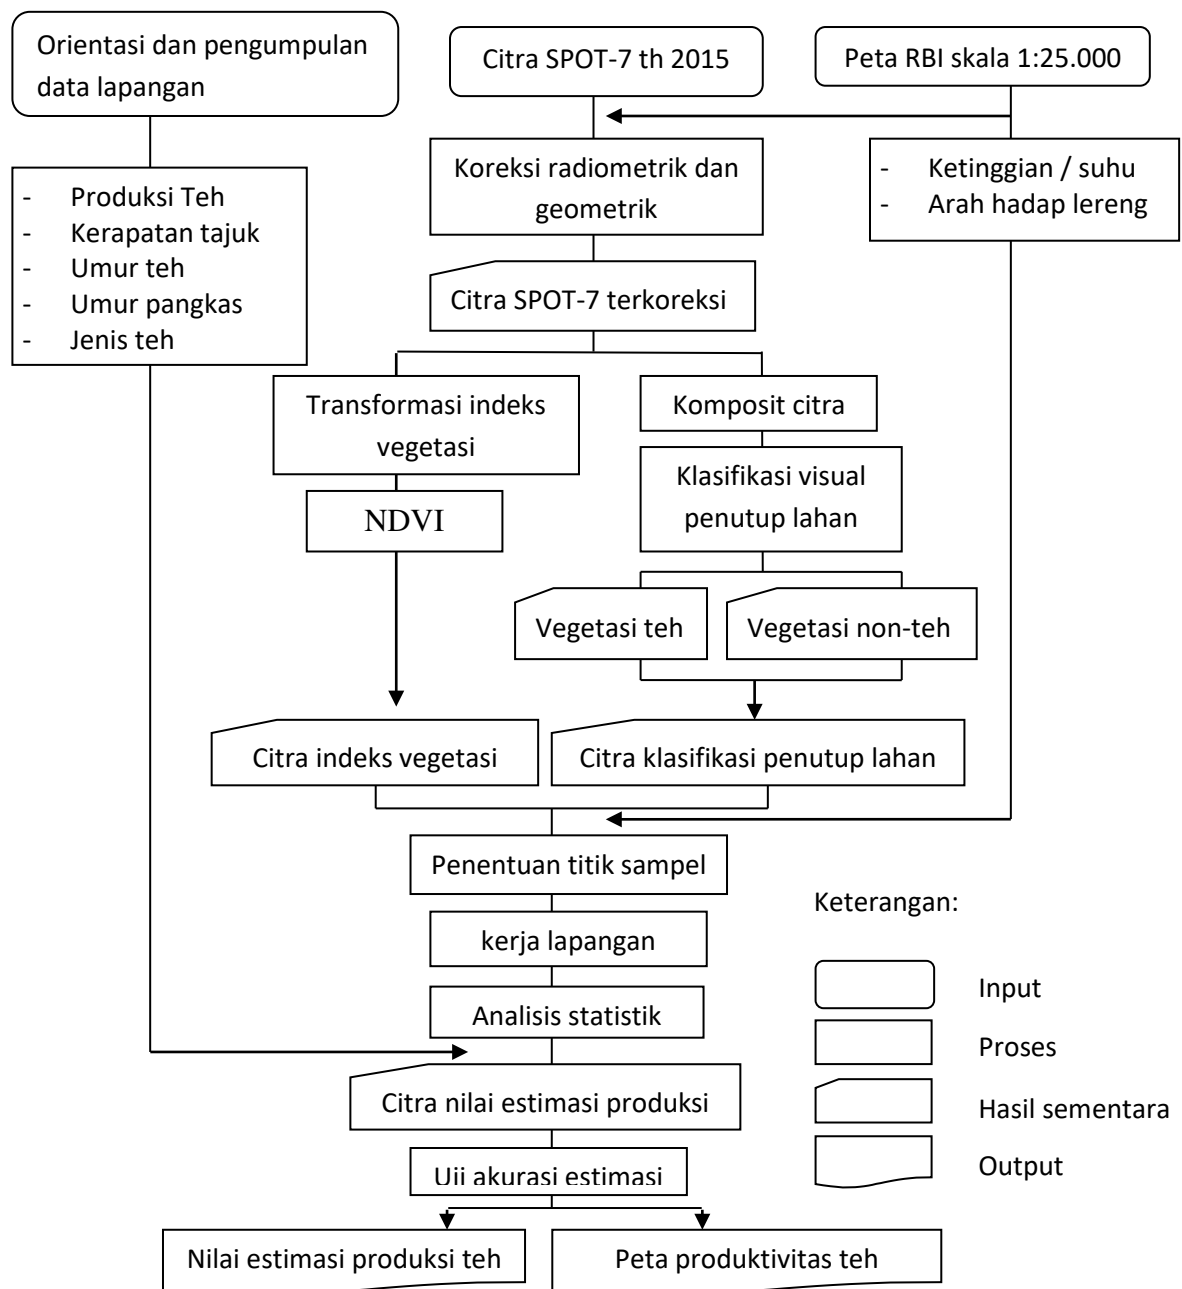 Orientasi dan pengumpulan
data lapangan
Citra SPOT-7 th 2015
Peta RBI skala 1:25.000
- Produksi Teh
- Kerapatan tajuk
- Umur teh
- Umur pangkas
- Jenis teh
Koreksi radiometrik dan
geometrik
- Ketinggian / suhu
- Arah hadap lereng
Citra SPOT-7 terkoreksi
Transformasi indeks
vegetasi
Komposit citra
NDVI
Klasifikasi visual
penutup lahan
Vegetasi teh
Vegetasi non-teh
Citra indeks vegetasi
Citra klasifikasi penutup lahan
Penentuan titik sampel
kerja lapangan
Analisis statistik
Citra nilai estimasi produksi
Uji akurasi estimasi
Nilai estimasi produksi teh
Peta produktivitas teh
Keterangan:
Input
Proses
Hasil sementara
Output